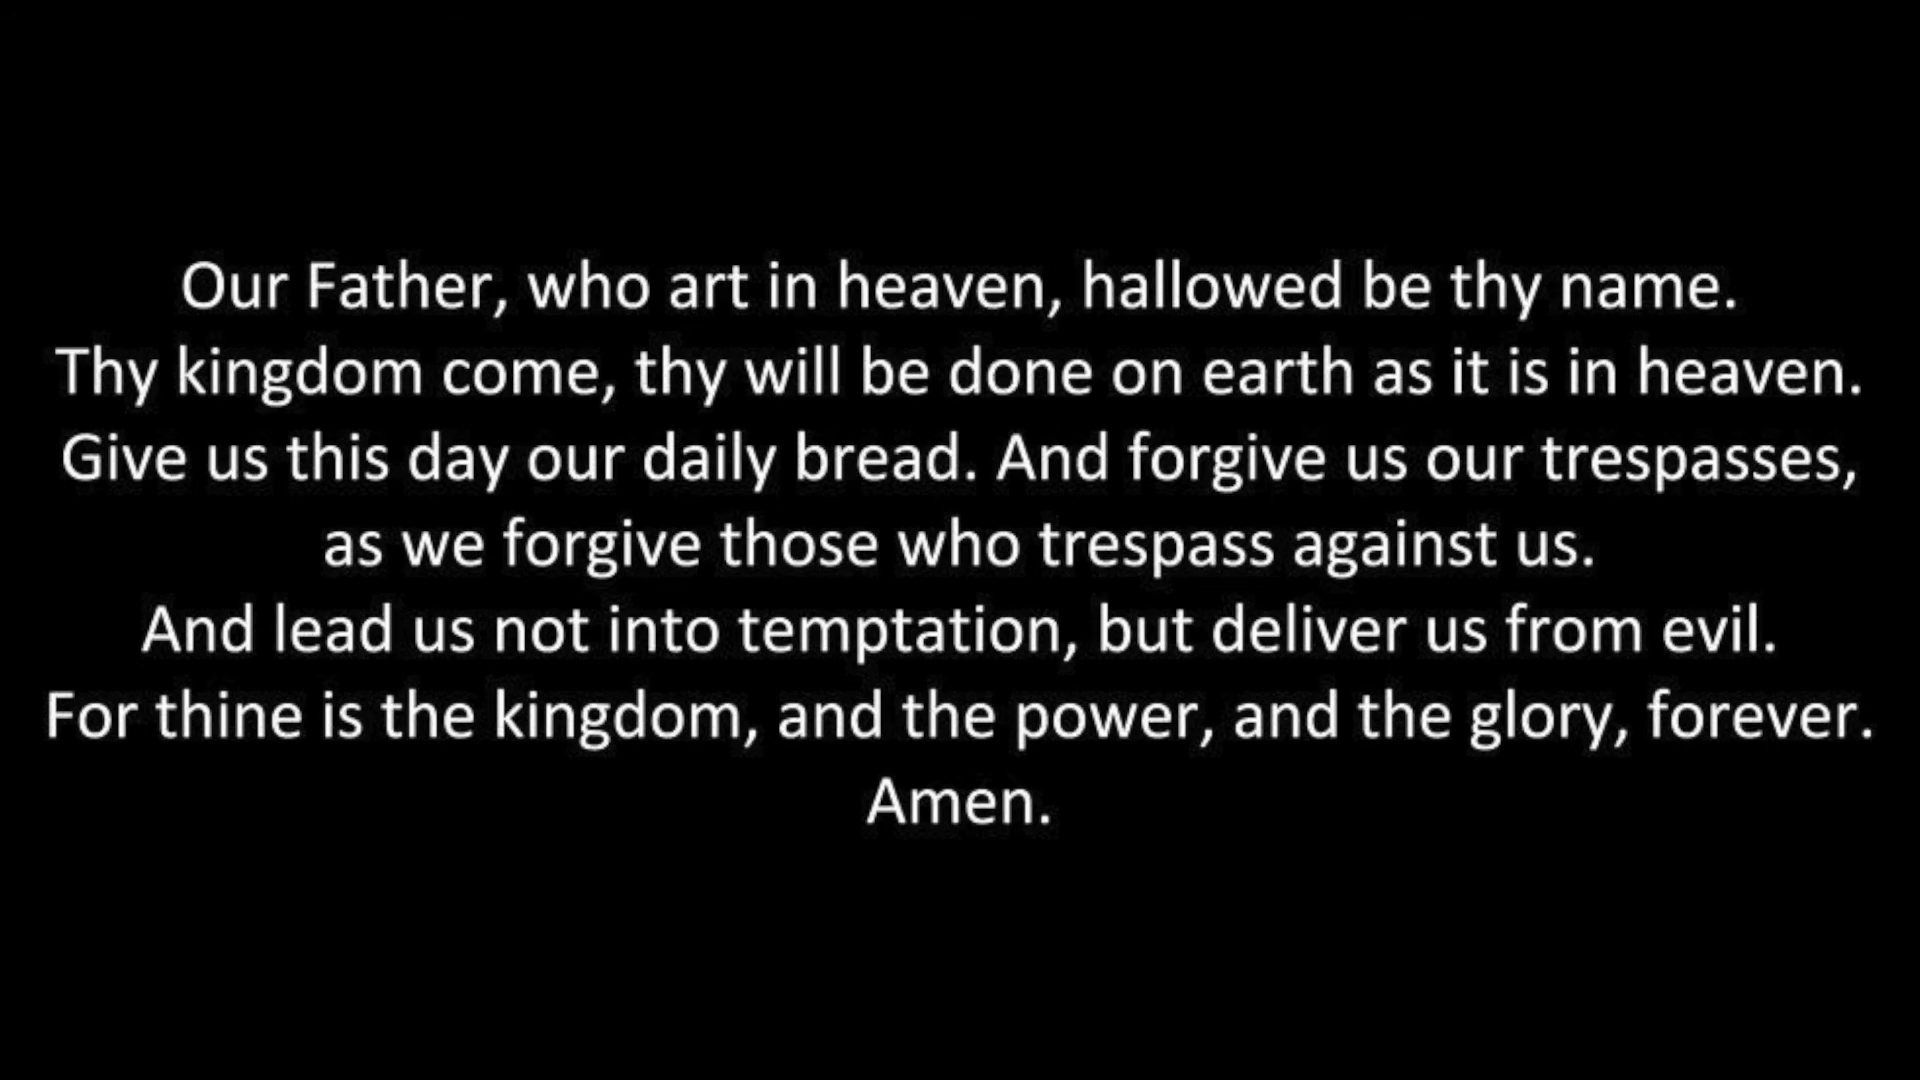 Our Father, who art in heaven, hallowed be thy name.
Thy kingdom come, thy will be done on earth as it is in heaven.
Give us this day our daily bread. And forgive us our trespasses,
as we forgive those who trespass against us.
And lead us not into temptation, but deliver us from evil.
For thine is the kingdom, and the power, and the glory, forever.
Amen.